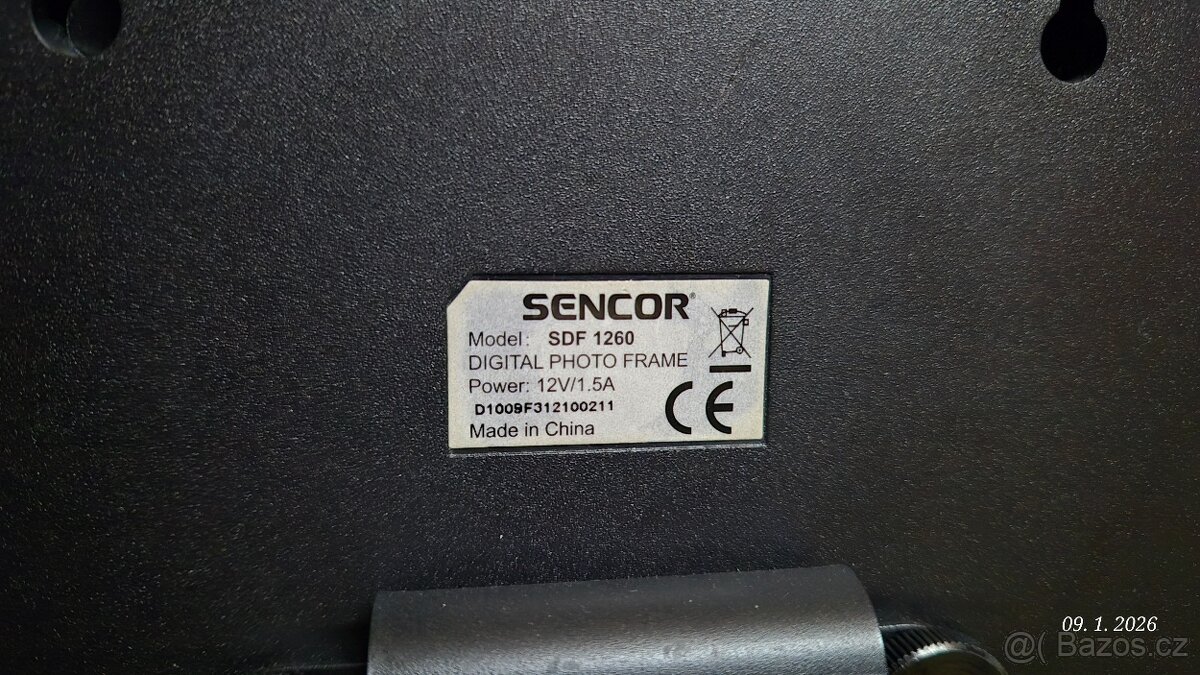 SENCOR®
Model: SDF 1260
DIGITAL PHOTO FRAME
Power: 12V/1.5A
D1009F312100211
Made in China
CE
09. 1. 2026
@( Bazos.cz